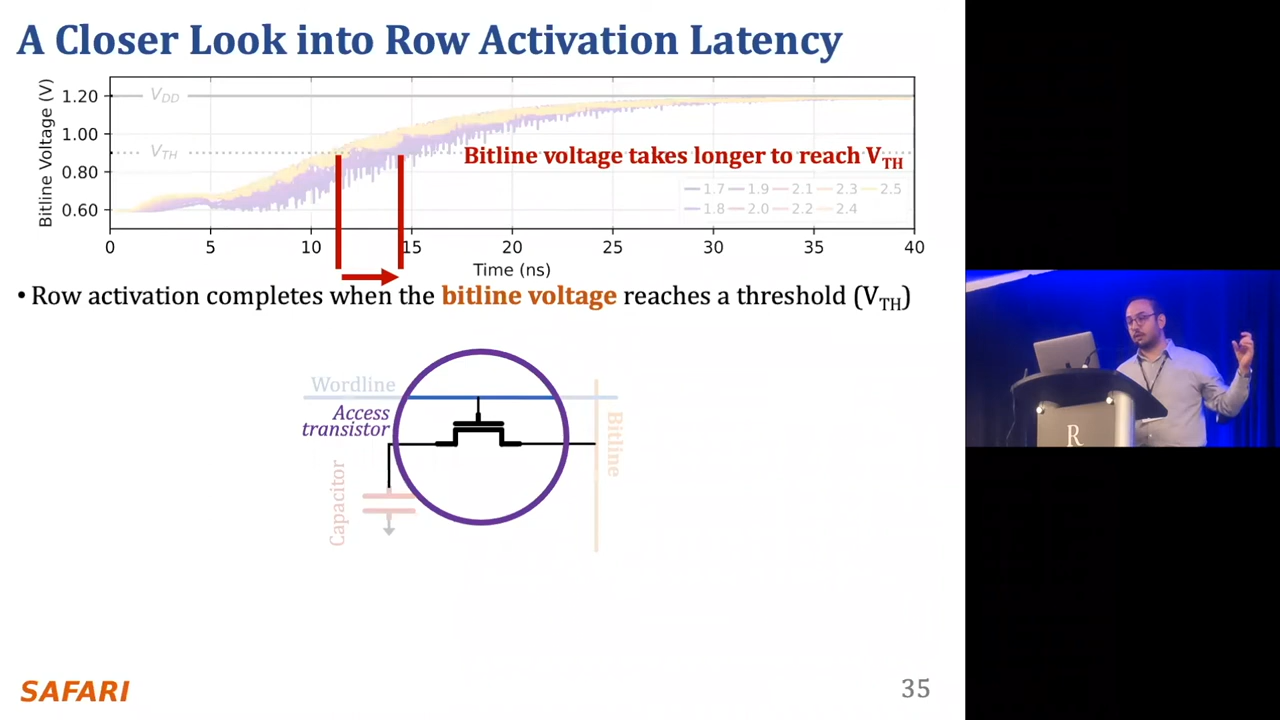 A Closer Look into Row Activation Latency
Bitline Voltage (V)
1.20
1.00
0.80
0.60
VDD
VTH
Bitline voltage takes longer to reach VTH
1.7 1.9 2.1 2.3 2.5
1.8 2.0 2.2 2.4
0 5 10 15 20 25 30 35 40
Time (ns)
• Row activation completes when the bitline voltage reaches a threshold (VTH)
Wordline
Access
transistor
Capacitor
Bitline
R
SAFARI
35